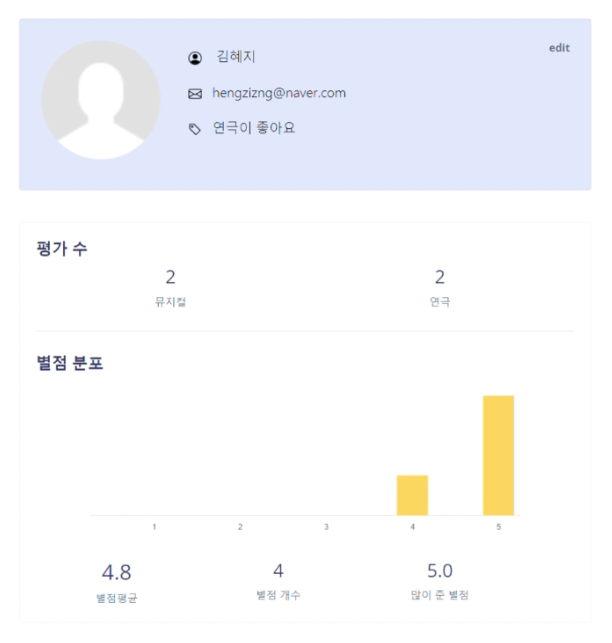 김혜지
edit
hengzizng@naver.com
연극이 좋아요
평가 수
2 2
뮤지컬 연극
별점 분포
1 2 3 4 5
4.8 4 5.0
별점평균 별점 개수 많이 준 별점